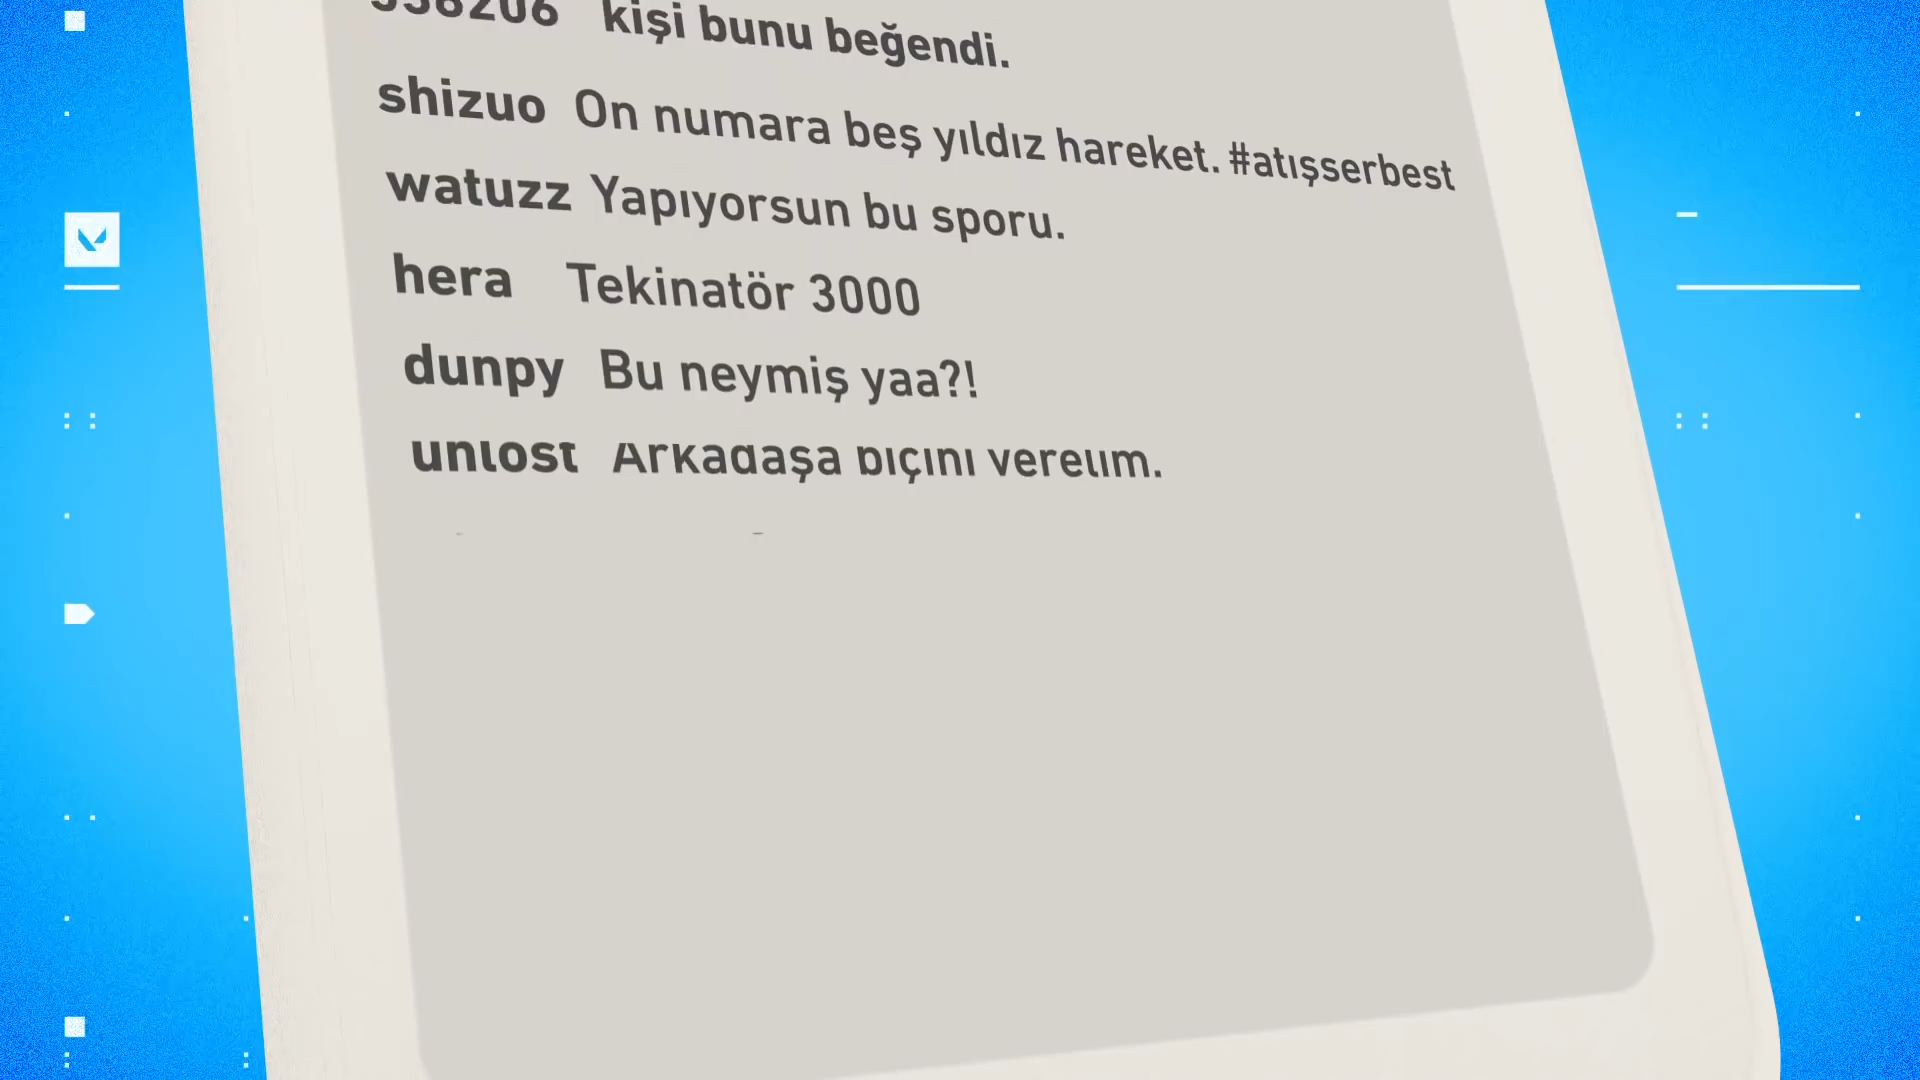 kişi bunu beğendi.
shizuo On numara beş yıldız hareket. #atışserbest
watuzz Yapıyorsun bu sporu.
hera Tekinatör 3000
dunpy Bu neymiş yaa?!
unlost Arkadaşa bıçını verelim.